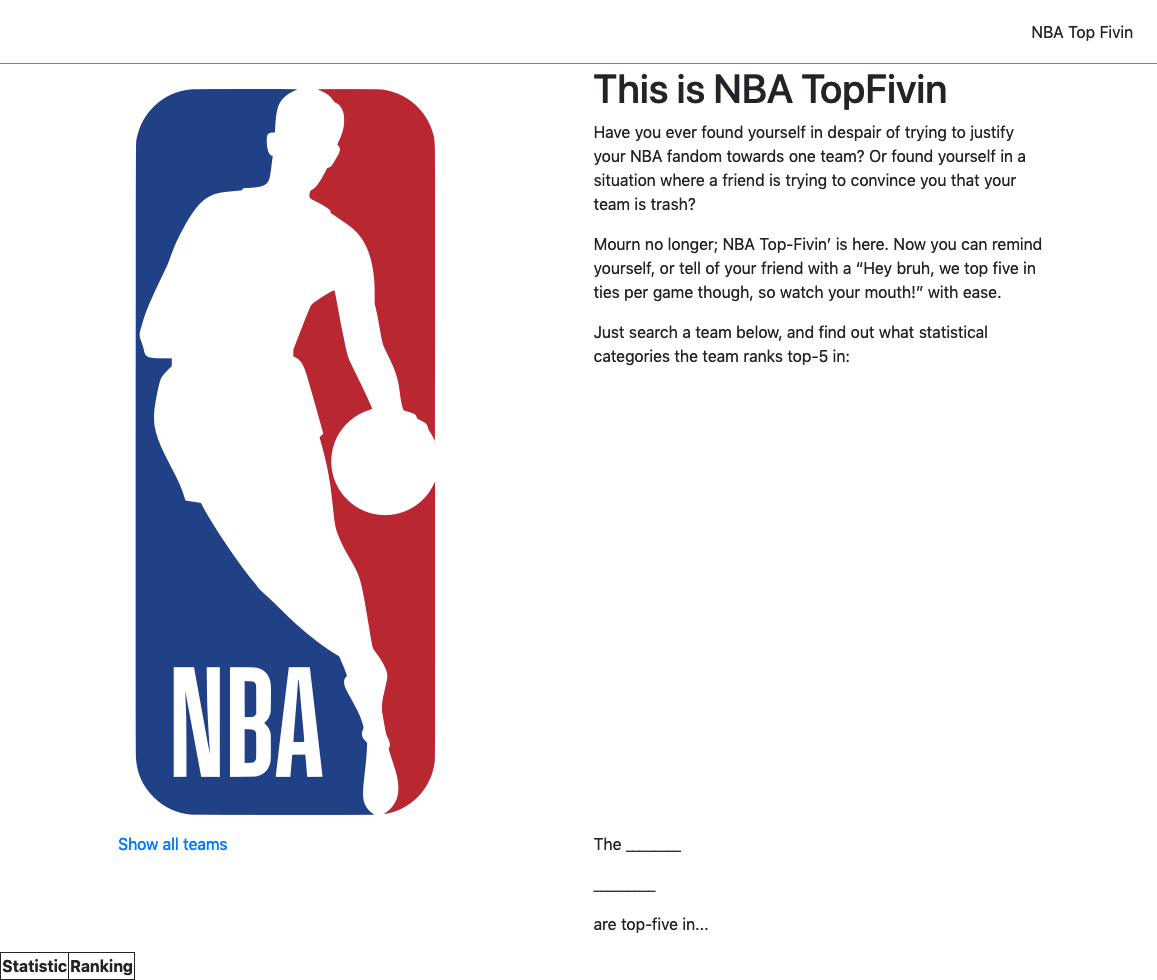 NBA Top Fivin
This is NBA TopFivin
Have you ever found yourself in despair of trying to justify
your NBA fandom towards one team? Or found yourself in a
situation where a friend is trying to convince you that your
team is trash?
Mourn no longer; NBA Top-Fivin’ is here. Now you can remind
yourself, or tell of your friend with a “Hey bruh, we top five in
ties per game though, so watch your mouth!” with ease.
Just search a team below, and find out what statistical
categories the team ranks top-5 in:
NBA
Show all teams
The _______
________
are top-five in...
Statistic Ranking